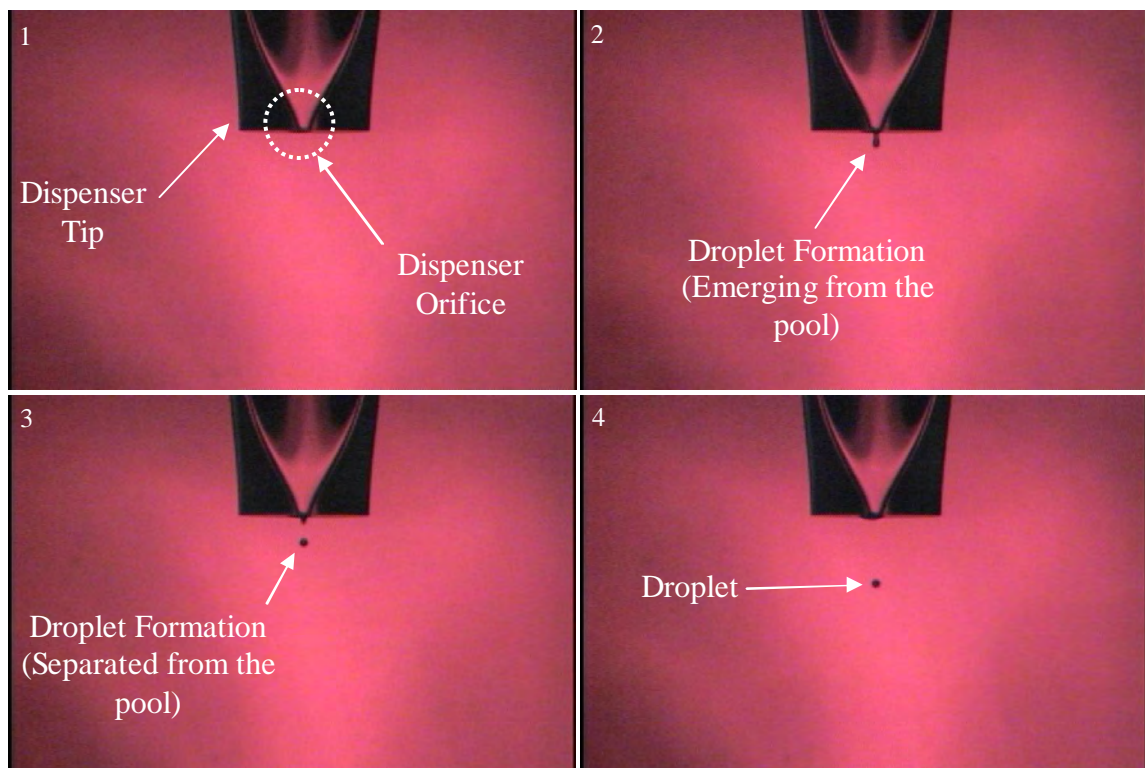 1
Dispenser
Tip
Dispenser
Orifice
2
Droplet Formation
(Emerging from the
pool)
3
Droplet Formation
(Separated from the
pool)
4
Droplet